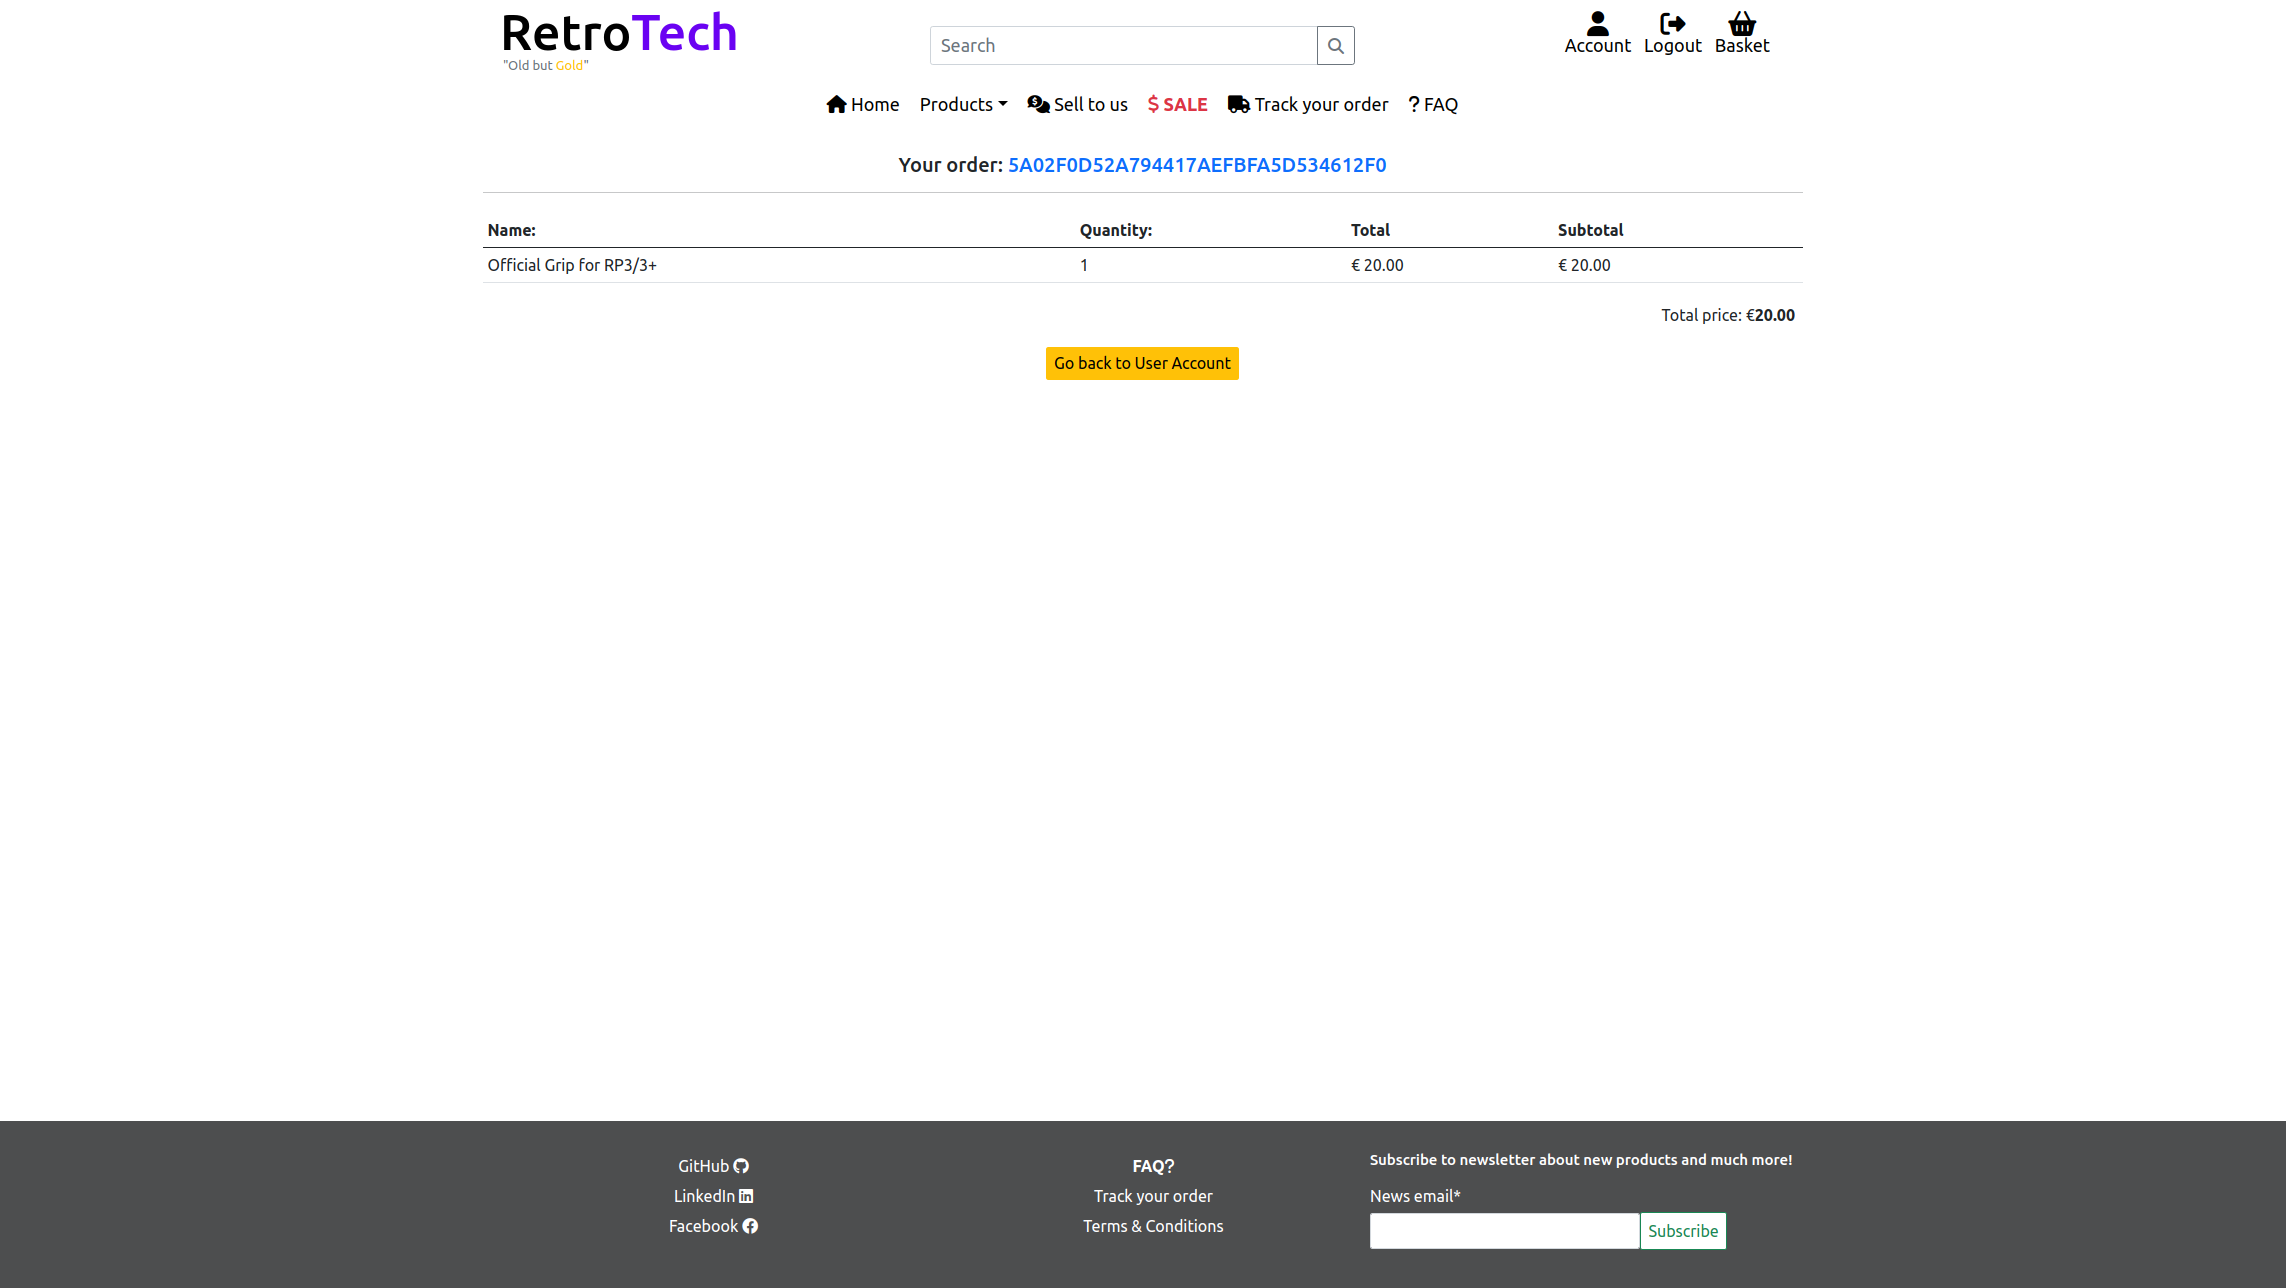 RetroTech
"Old but Gold"
Search
Account Logout Basket
Home Products Sell to us $ SALE Track your order ? FAQ
Your order: 5A02F0D52A794417AEFBFA5D534612F0
Name: Quantity: Total Subtotal
Official Grip for RP3/3+ 1 € 20.00 € 20.00
Total price: €20.00
Go back to User Account
GitHub
LinkedIn
Facebook
FAQ?
Track your order
Terms & Conditions
Subscribe to newsletter about new products and much more!
News email*
Subscribe